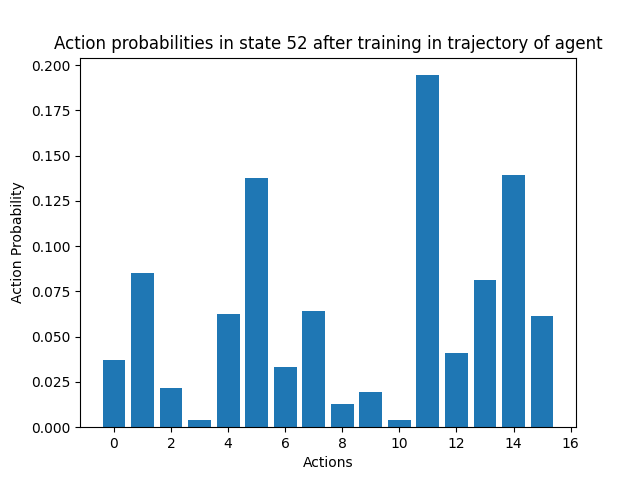 Action probabilities in state 52 after training in trajectory of agent
0.200
0.175
0.150
0.125
0.100
0.075
0.050
0.025
0.000
Action Probability
0 2 4 6 8 10 12 14 16
Actions